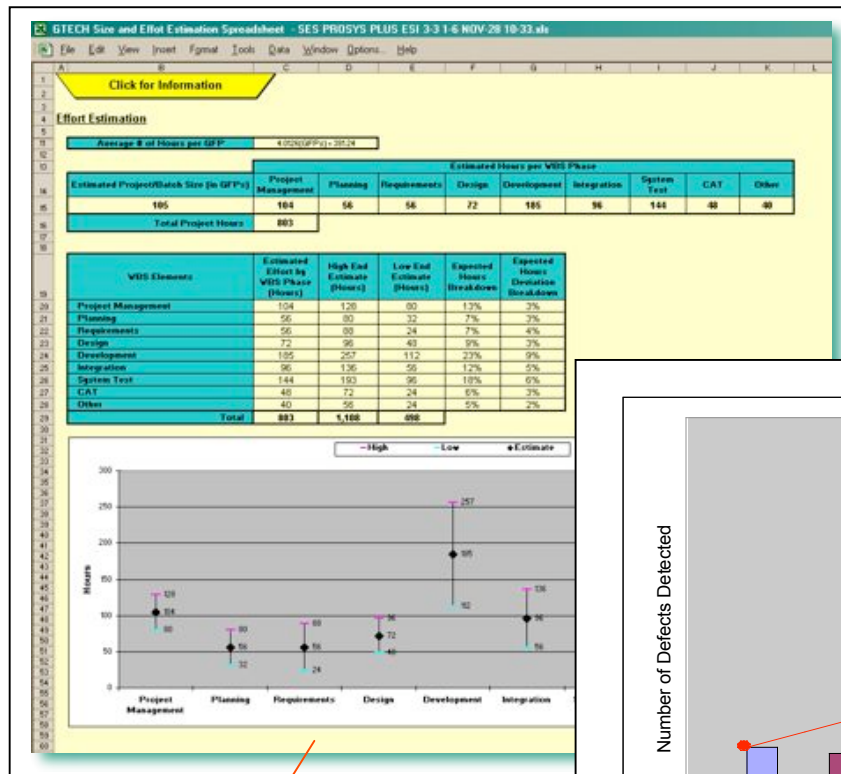 GTECH Size and Effot Estimation Spreadsheet - SES PROSYS PLUS ESI 3-3 1-6 NOV-28 10-33.xls
File Edit View Insert Format Tools Data Window Options... Help
A B C D E F G H I J K L
Click for Information
Effort Estimation
Average # of Hours per GFP
Estimated Hours per WBS Phase
Estimated Project/Batch Size (in GFPs) Project Management Planning Requirements Design Development Integration System Test CAT Other
105 104 56 56 72 185 96 144 48 40
Total Project Hours 803
WBS Elements Estimated Effort by WBS Phase (Hours) High End Estimate (Hours) Low End Estimate (Hours) Expected Hours Breakdown Expected Hours Deviation Breakdown
Project Management 104 128 80 13% 3%
Planning 56 80 32 7% 3%
Requirements 56 88 24 7% 4%
Design 72 96 48 9% 3%
Development 185 257 112 23% 9%
Integration 96 136 56 12% 5%
System Test 144 193 96 18% 6%
CAT 48 72 24 6% 3%
Other 40 56 24 5% 2%
Total 803 1,108 498
High Low Estimate
Hours
300
250
200
150
100
50
0
128
104
80
80
56
32
88
56
24
96
72
48
257
185
112
136
96
56
Project Management Planning Requirements Design Development Integration
Number of Defects Detected